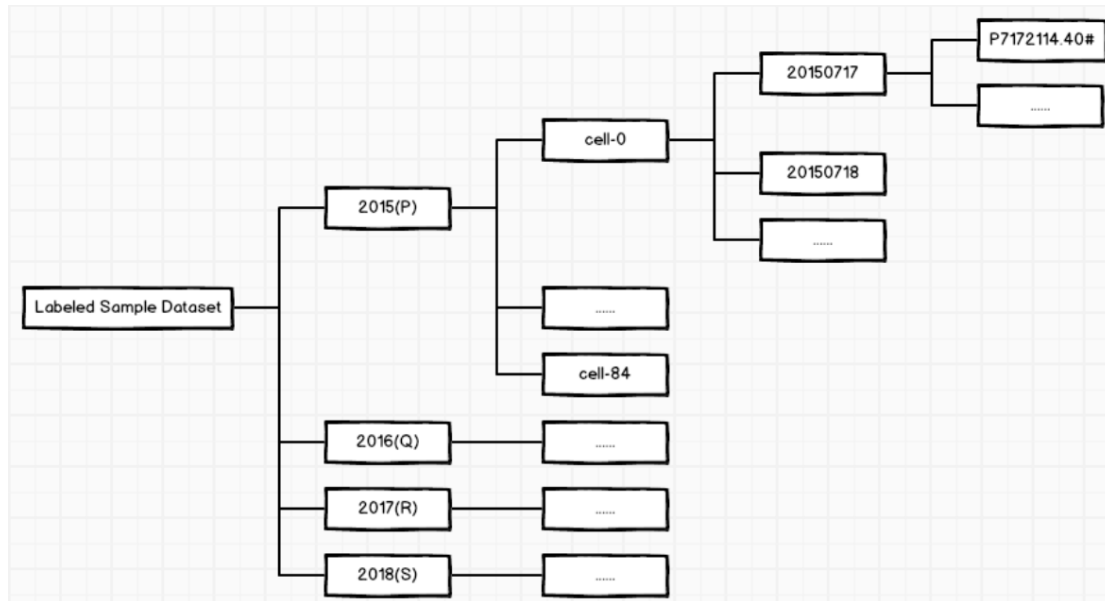 P7172114.40#
20150717
......
cell-0
20150718
2015(P)
......
Labeled Sample Dataset
......
cell-84
2016(Q)
......
2017(R)
......
2018(S)
......